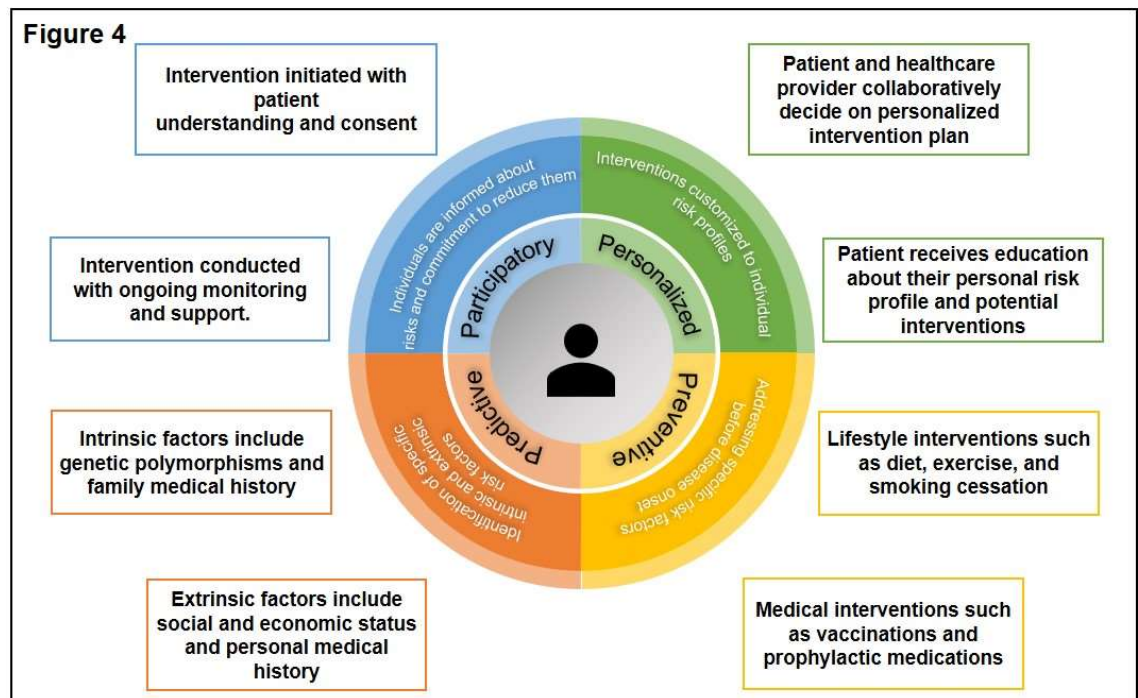 Figure 4
Intervention initiated with
patient
understanding and consent
Patient and healthcare
provider collaboratively
decide on personalized
intervention plan
Intervention conducted
with ongoing monitoring
and support.
Patient receives education
about their personal risk
profile and potential
interventions
Intrinsic factors include
genetic polymorphisms and
family medical history
Lifestyle interventions such
as diet, exercise, and
smoking cessation
Extrinsic factors include
social and economic status
and personal medical
history
Medical interventions such
as vaccinations and
prophylactic medications
Individuals are informed about
risks and commitment to reduce them
Participatory
Interventions customized to individual
risk profiles
Personalized
Predictive
Identification of specific
intrinsic and extrinsic
risk factors
Preventive
Addressing specific risk factors
before disease onset